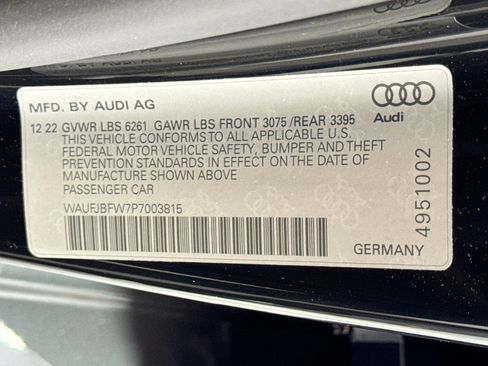 MFD. BY AUDI AG
12 22 GVWR LBS 6261 GAWR LBS FRONT 3075 /REAR 3395
THIS VEHICLE CONFORMS TO ALL APPLICABLE U.S.
FEDERAL MOTOR VEHICLE SAFETY, BUMPER AND THEFT
PREVENTION STANDARDS IN EFFECT ON THE DATE
OF MANUFACTURE SHOWN ABOVE.
PASSENGER CAR
WAUFJBFW7P7003815
Audi
4951002
GERMANY